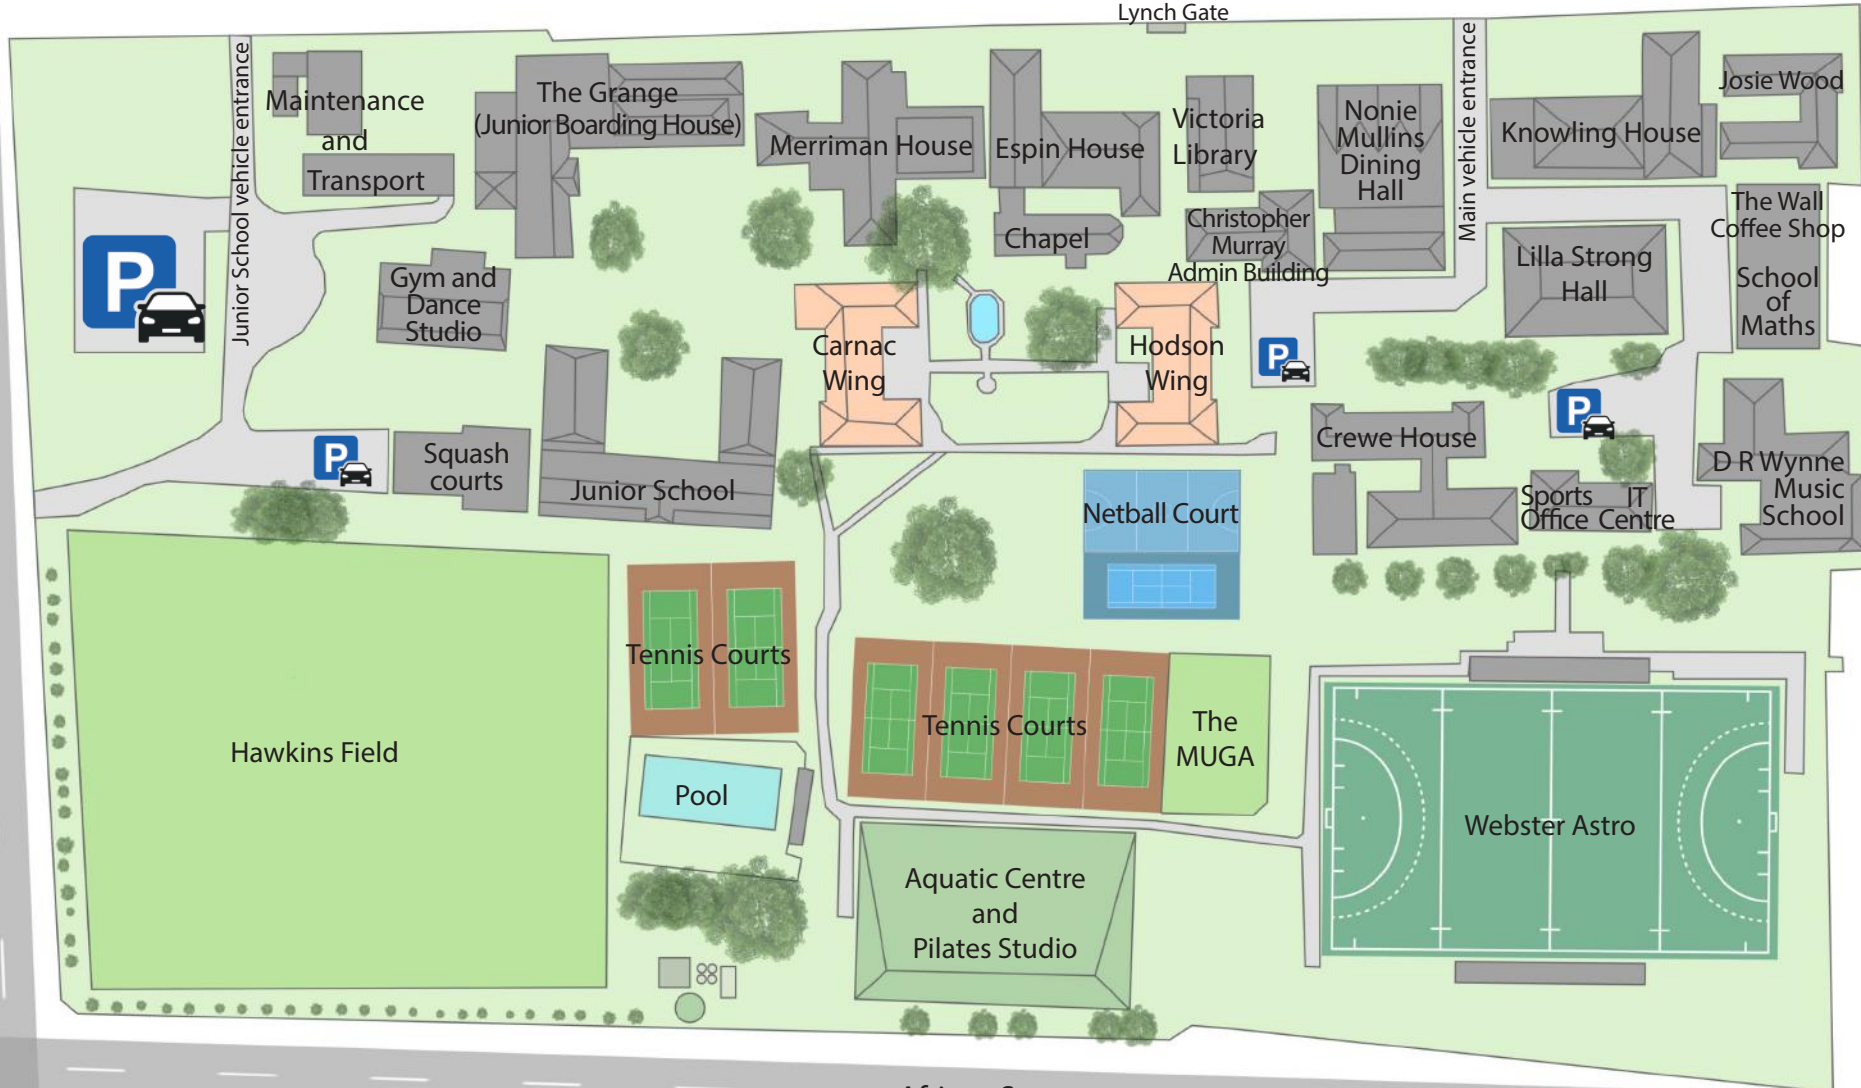 Lynch Gate
Junior School vehicle entrance
Maintenance
and
Transport
The Grange
(Junior Boarding House)
Merriman House
Espin House
Victoria
Library
Nonie
Mullins
Dining
Hall
Main vehicle entrance
Knowling House
Josie Wood
The Wall
Coffee Shop
School
of
Maths
Christopher
Murray
Admin Building
Chapel
Lilla Strong
Hall
P
Gym and
Dance
Studio
Carnac
Wing
Hodson
Wing
P
P
Crewe House
P
Squash
courts
Junior School
D R Wynne
Music
School
Sports
Office
IT
Centre
Netball Court
Tennis Courts
Tennis Courts
The
MUGA
Hawkins Field
Pool
Webster Astro
Aquatic Centre
and
Pilates Studio